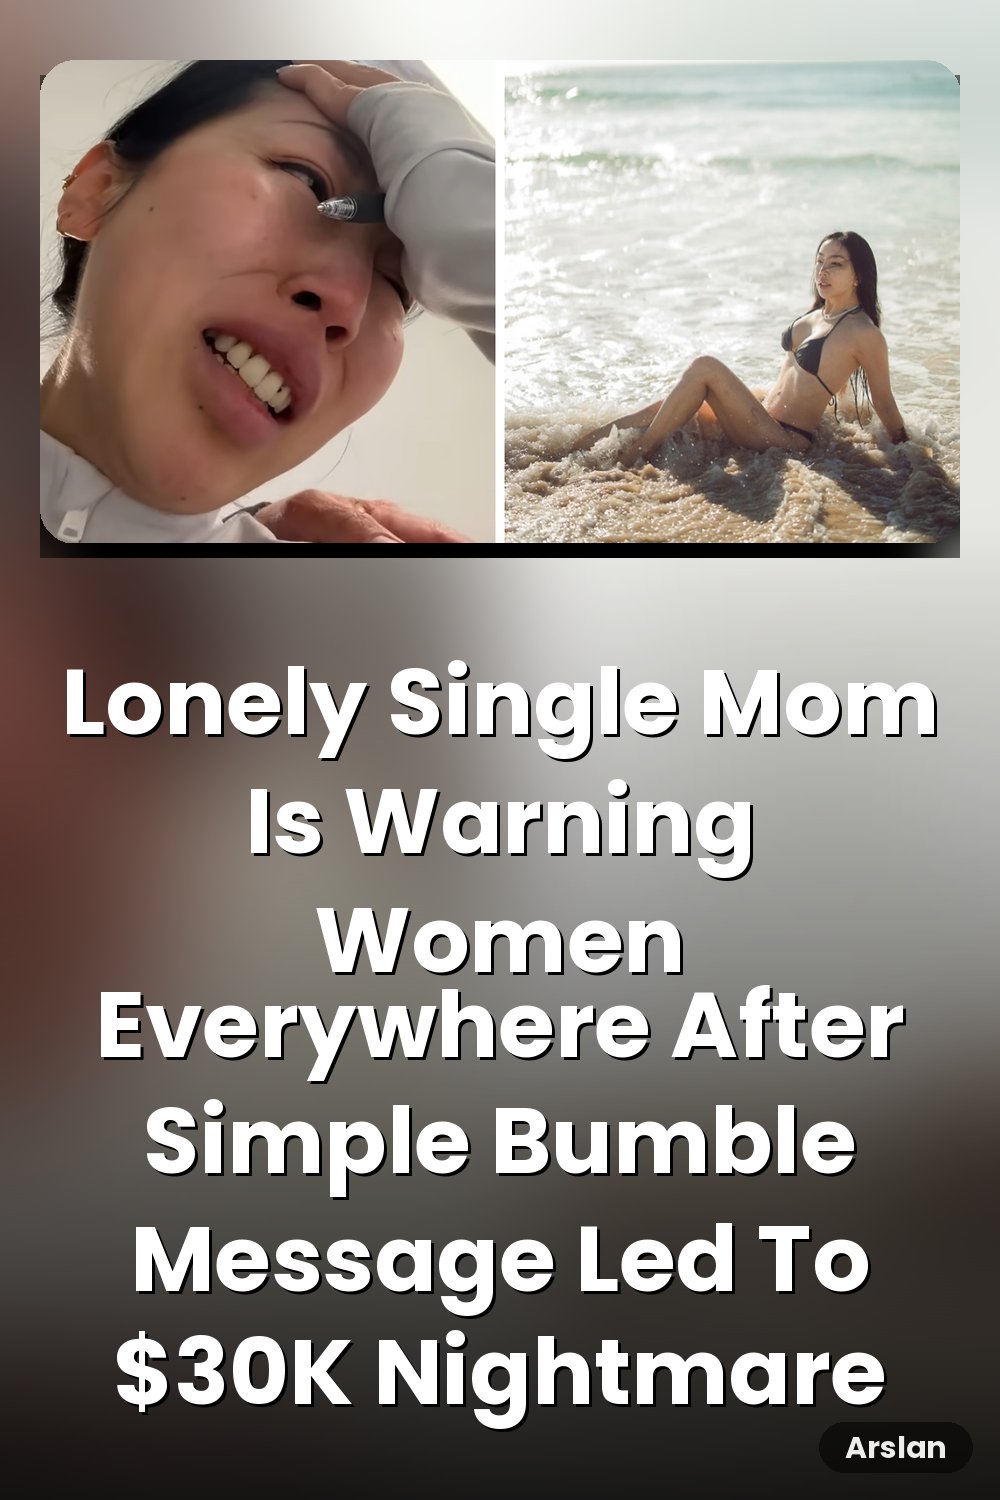 Lonely Single Mom
Is Warning
Women
Everywhere After
Simple Bumble
Message Led To
$30K Nightmare
Arslan